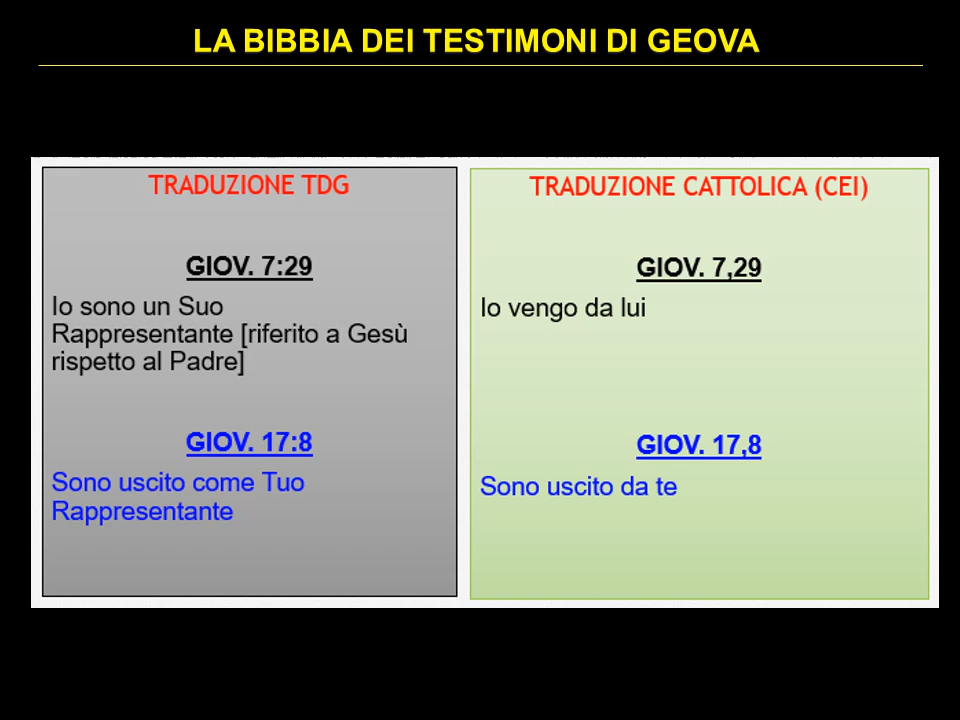 LA BIBBIA DEI TESTIMONI DI GEOVA
TRADUZIONE TDG
GIOV. 7:29
Io sono un Suo
Rappresentante [riferito a Gesù
rispetto al Padre]
GIOV. 17:8
Sono uscito come Tuo
Rappresentante
TRADUZIONE CATTOLICA (CEI)
GIOV. 7,29
Io vengo da lui
GIOV. 17,8
Sono uscito da te